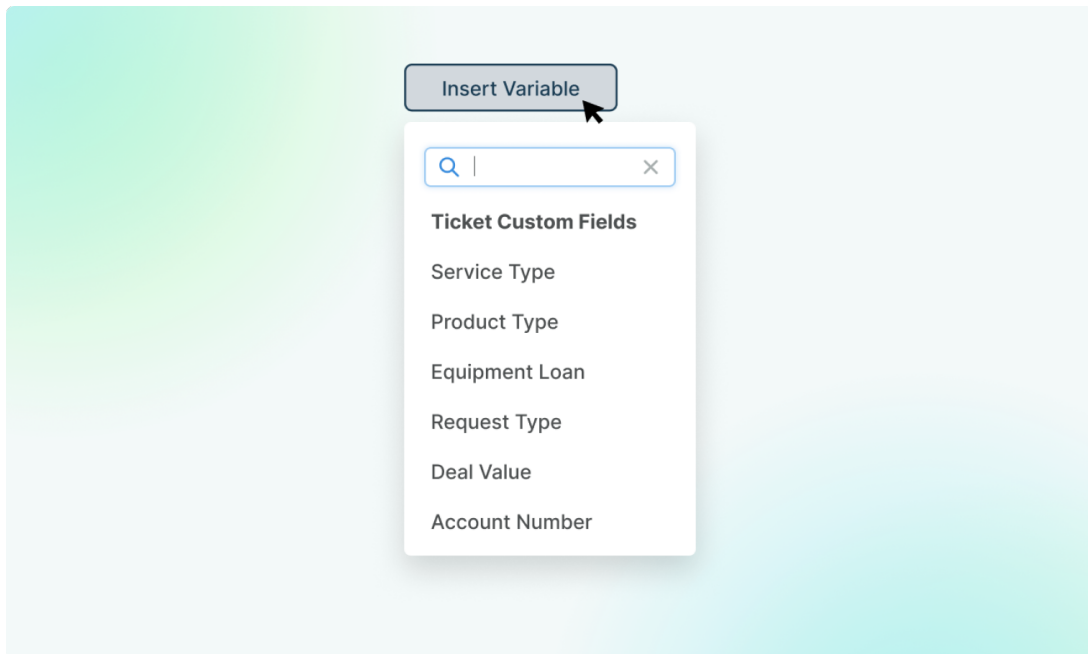 Insert Variable
Ticket Custom Fields
Service Type
Product Type
Equipment Loan
Request Type
Deal Value
Account Number